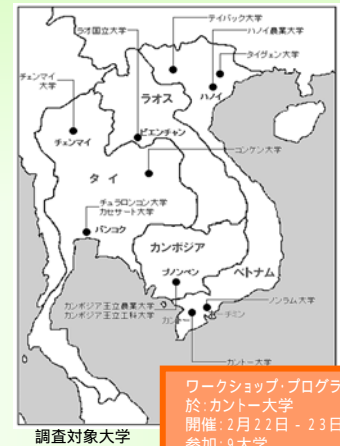 テイバック大学
ラオ国立大学
ハノイ農業大学
タイグェン大学
チェンマイ
大学
ラオス
ハノイ
チェンマイ
ビエンチャン
コンケン大学
タイ
チュラロンコン大学
カセサート大学
バンコク
カンボジア
プノンペン
ベトナム
カンボジア王立農業大学
カンボジア王立工科大学
ノンラム大学
カントー大学
調査対象大学
ワークショップ・プログラ
於:カントー大学
開催:2月22日 - 23日
参加:9大学